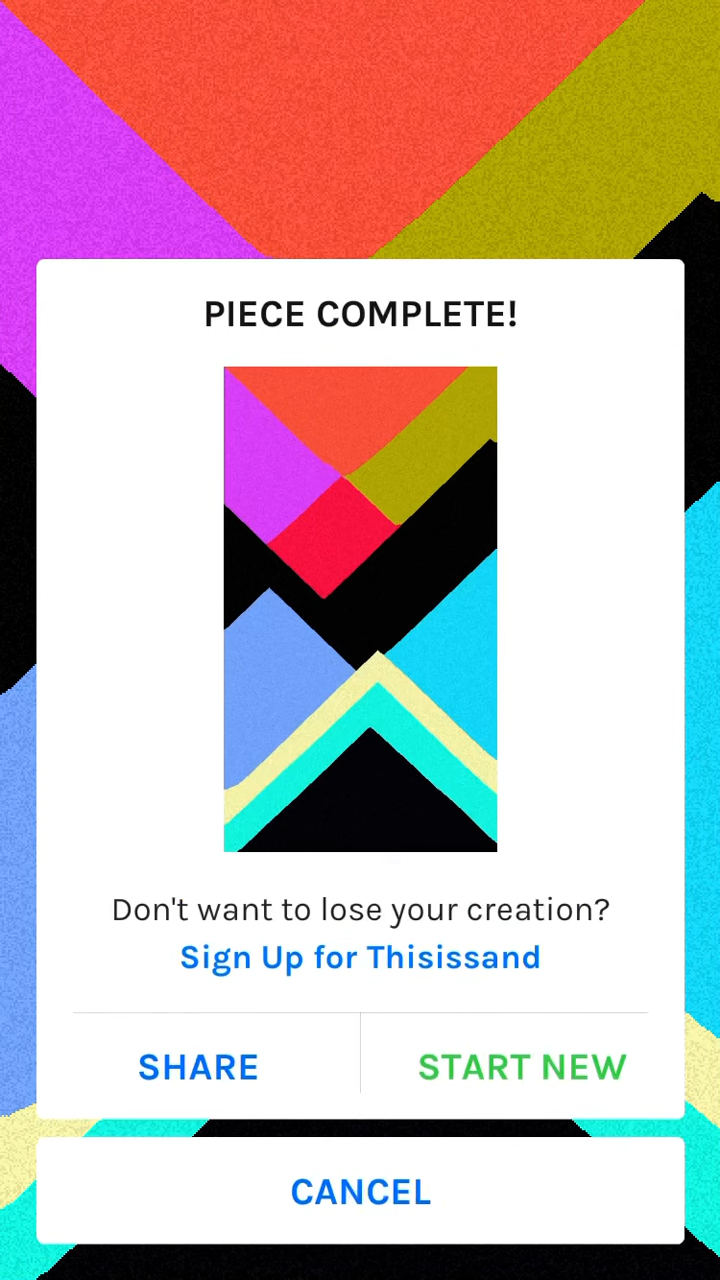 PIECE COMPLETE!
Don't want to lose your creation?
Sign Up for Thisissand
SHARE
START NEW
CANCEL